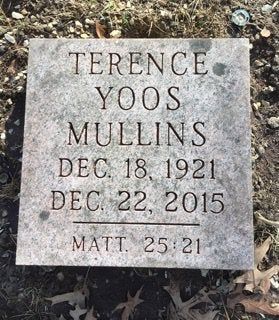 TERENCE
YOOS
MULLINS
DEC. 18, 1921
DEC. 22, 2015
MATT. 25:21